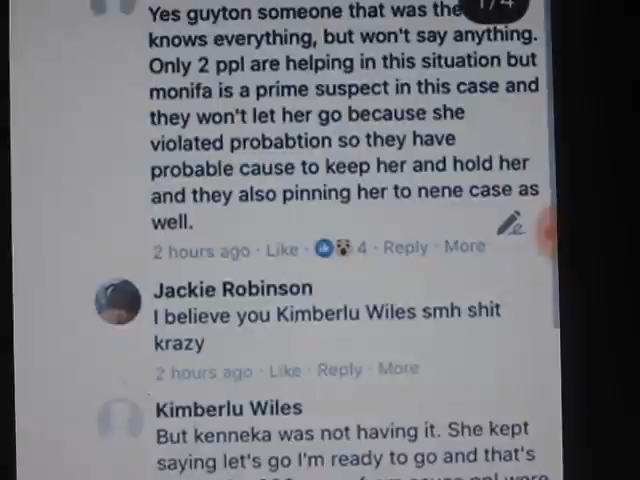 1/4
Yes guyton someone that was the
knows everything, but won't say anything.
Only 2 ppl are helping in this situation but
monifa is a prime suspect in this case and
they won't let her go because she
violated probabtion so they have
probable cause to keep her and hold her
and they also pinning her to nene case as
well.
2 hours ago · Like · 4 · Reply · More
Jackie Robinson
I believe you Kimberlu Wiles smh shit
krazy
2 hours ago · Like · Reply · More
Kimberlu Wiles
But kenneka was not having it. She kept
saying let's go I'm ready to go and that's